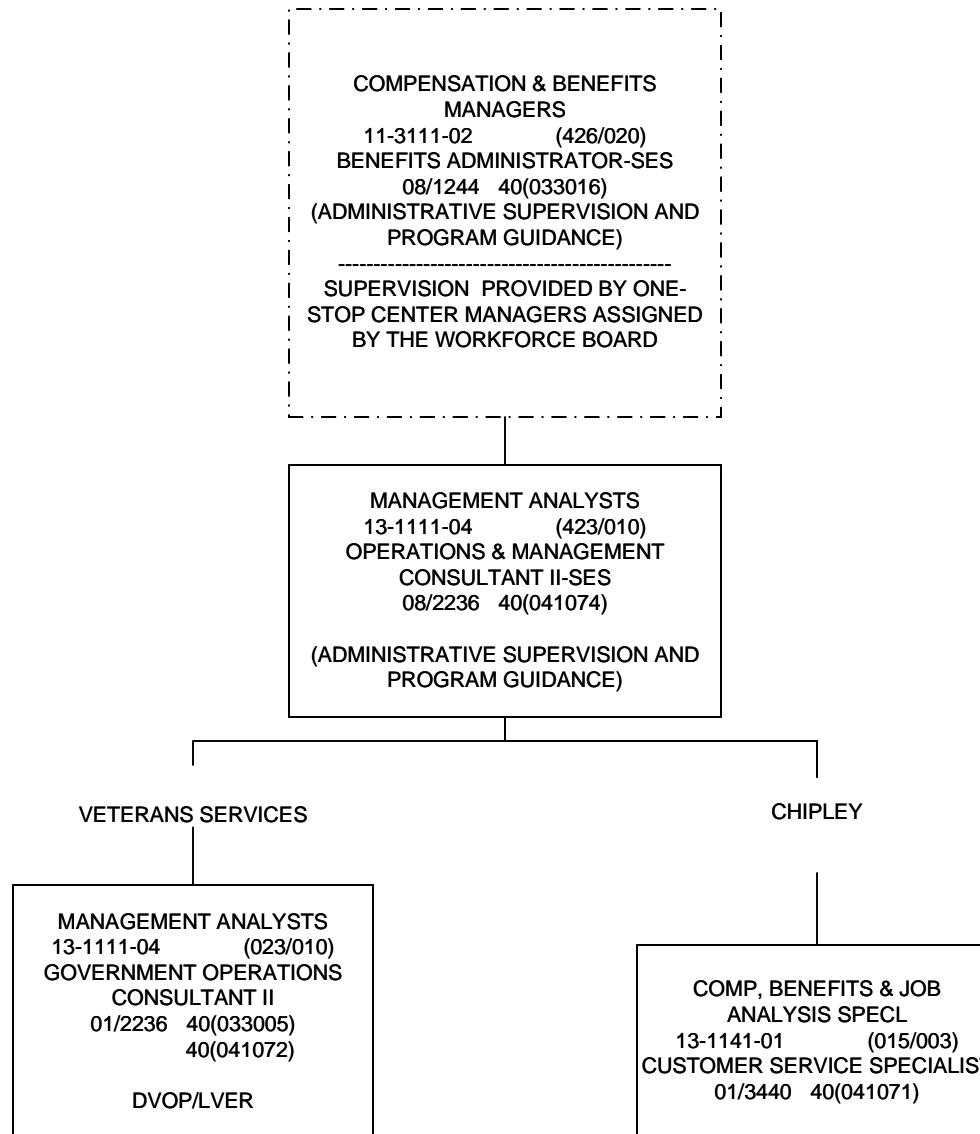 COMPENSATION & BENEFITS
MANAGERS
11-3111-02 (426/020)
BENEFITS ADMINISTRATOR-SES
08/1244 40(033016)
(ADMINISTRATIVE SUPERVISION AND
PROGRAM GUIDANCE)
-----------------------------------------------
SUPERVISION PROVIDED BY ONE-
STOP CENTER MANAGERS ASSIGNED
BY THE WORKFORCE BOARD
MANAGEMENT ANALYSTS
13-1111-04 (423/010)
OPERATIONS & MANAGEMENT
CONSULTANT II-SES
08/2236 40(041074)
(ADMINISTRATIVE SUPERVISION AND
PROGRAM GUIDANCE)
VETERANS SERVICES
MANAGEMENT ANALYSTS
13-1111-04 (023/010)
GOVERNMENT OPERATIONS
CONSULTANT II
01/2236 40(033005)
40(041072)
DVOP/LVER
CHIPLEY
COMP, BENEFITS & JOB
ANALYSIS SPECL
13-1141-01 (015/003)
CUSTOMER SERVICE SPECIALIST
01/3440 40(041071)